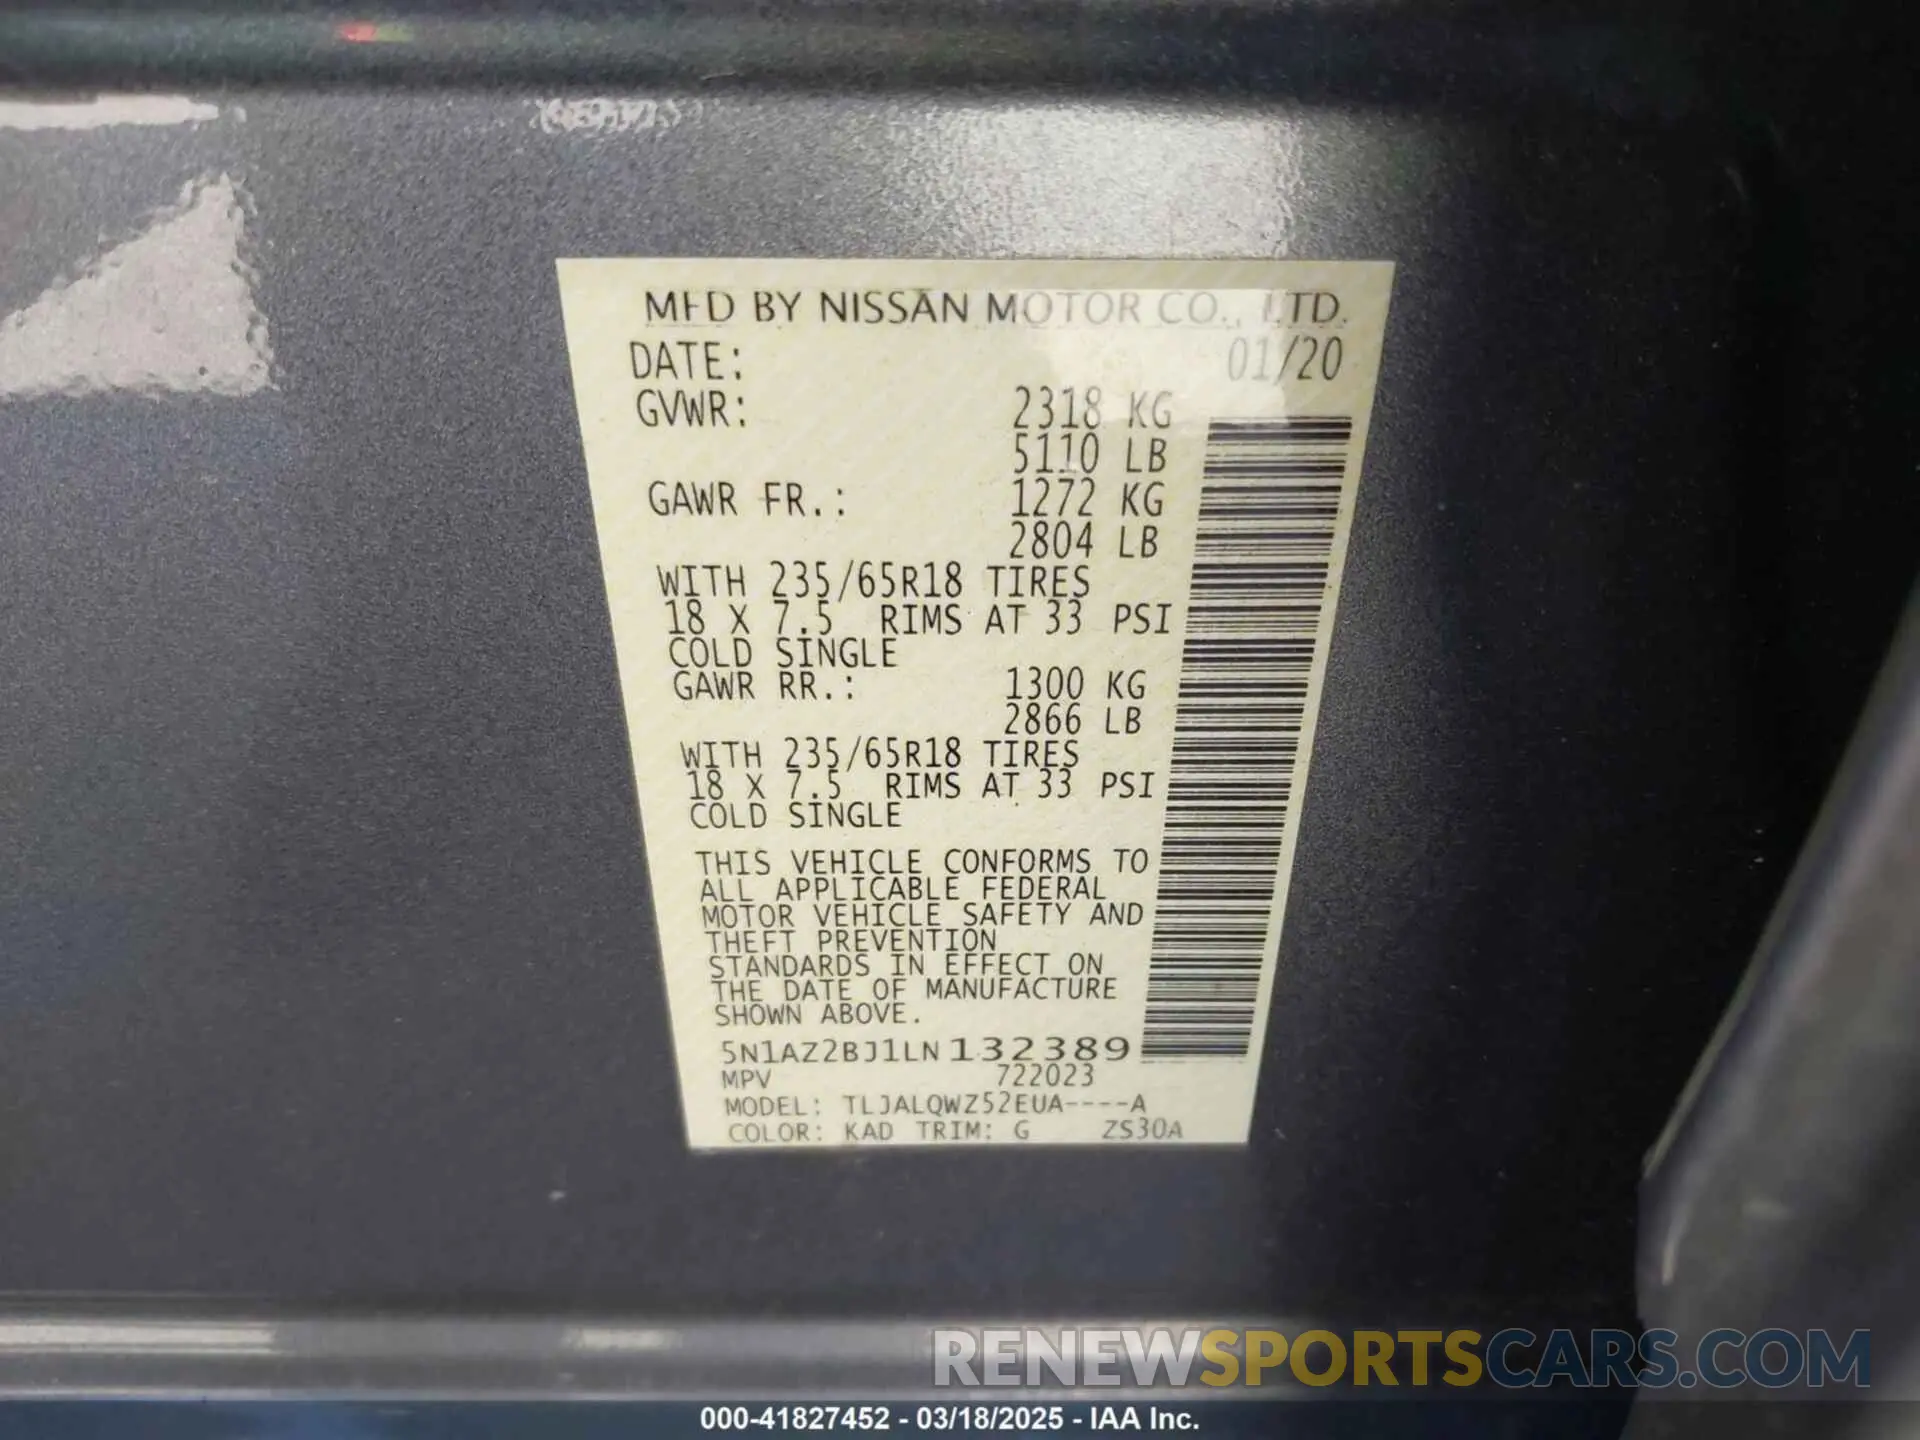 MFD BY NISSAN MOTOR CO., LTD.
DATE: 01/20
GVWR: 2318 KG
5110 LB
GAWR FR.: 1272 KG
2804 LB
WITH 235/65R18 TIRES
18 X 7.5 RIMS AT 33 PSI
COLD SINGLE
GAWR RR.: 1300 KG
2866 LB
WITH 235/65R18 TIRES
18 X 7.5 RIMS AT 33 PSI
COLD SINGLE
THIS VEHICLE CONFORMS TO
ALL APPLICABLE FEDERAL
MOTOR VEHICLE SAFETY AND
THEFT PREVENTION
STANDARDS IN EFFECT ON
THE DATE OF MANUFACTURE
SHOWN ABOVE.
5N1AZ2BJ1LN132389
MPV 722023
MODEL: TLJALQWZ52EUA----A
COLOR: KAD TRIM: G ZS30A
RENEWSPORTSCARS.COM
000-41827452 - 03/18/2025 - IAA Inc.